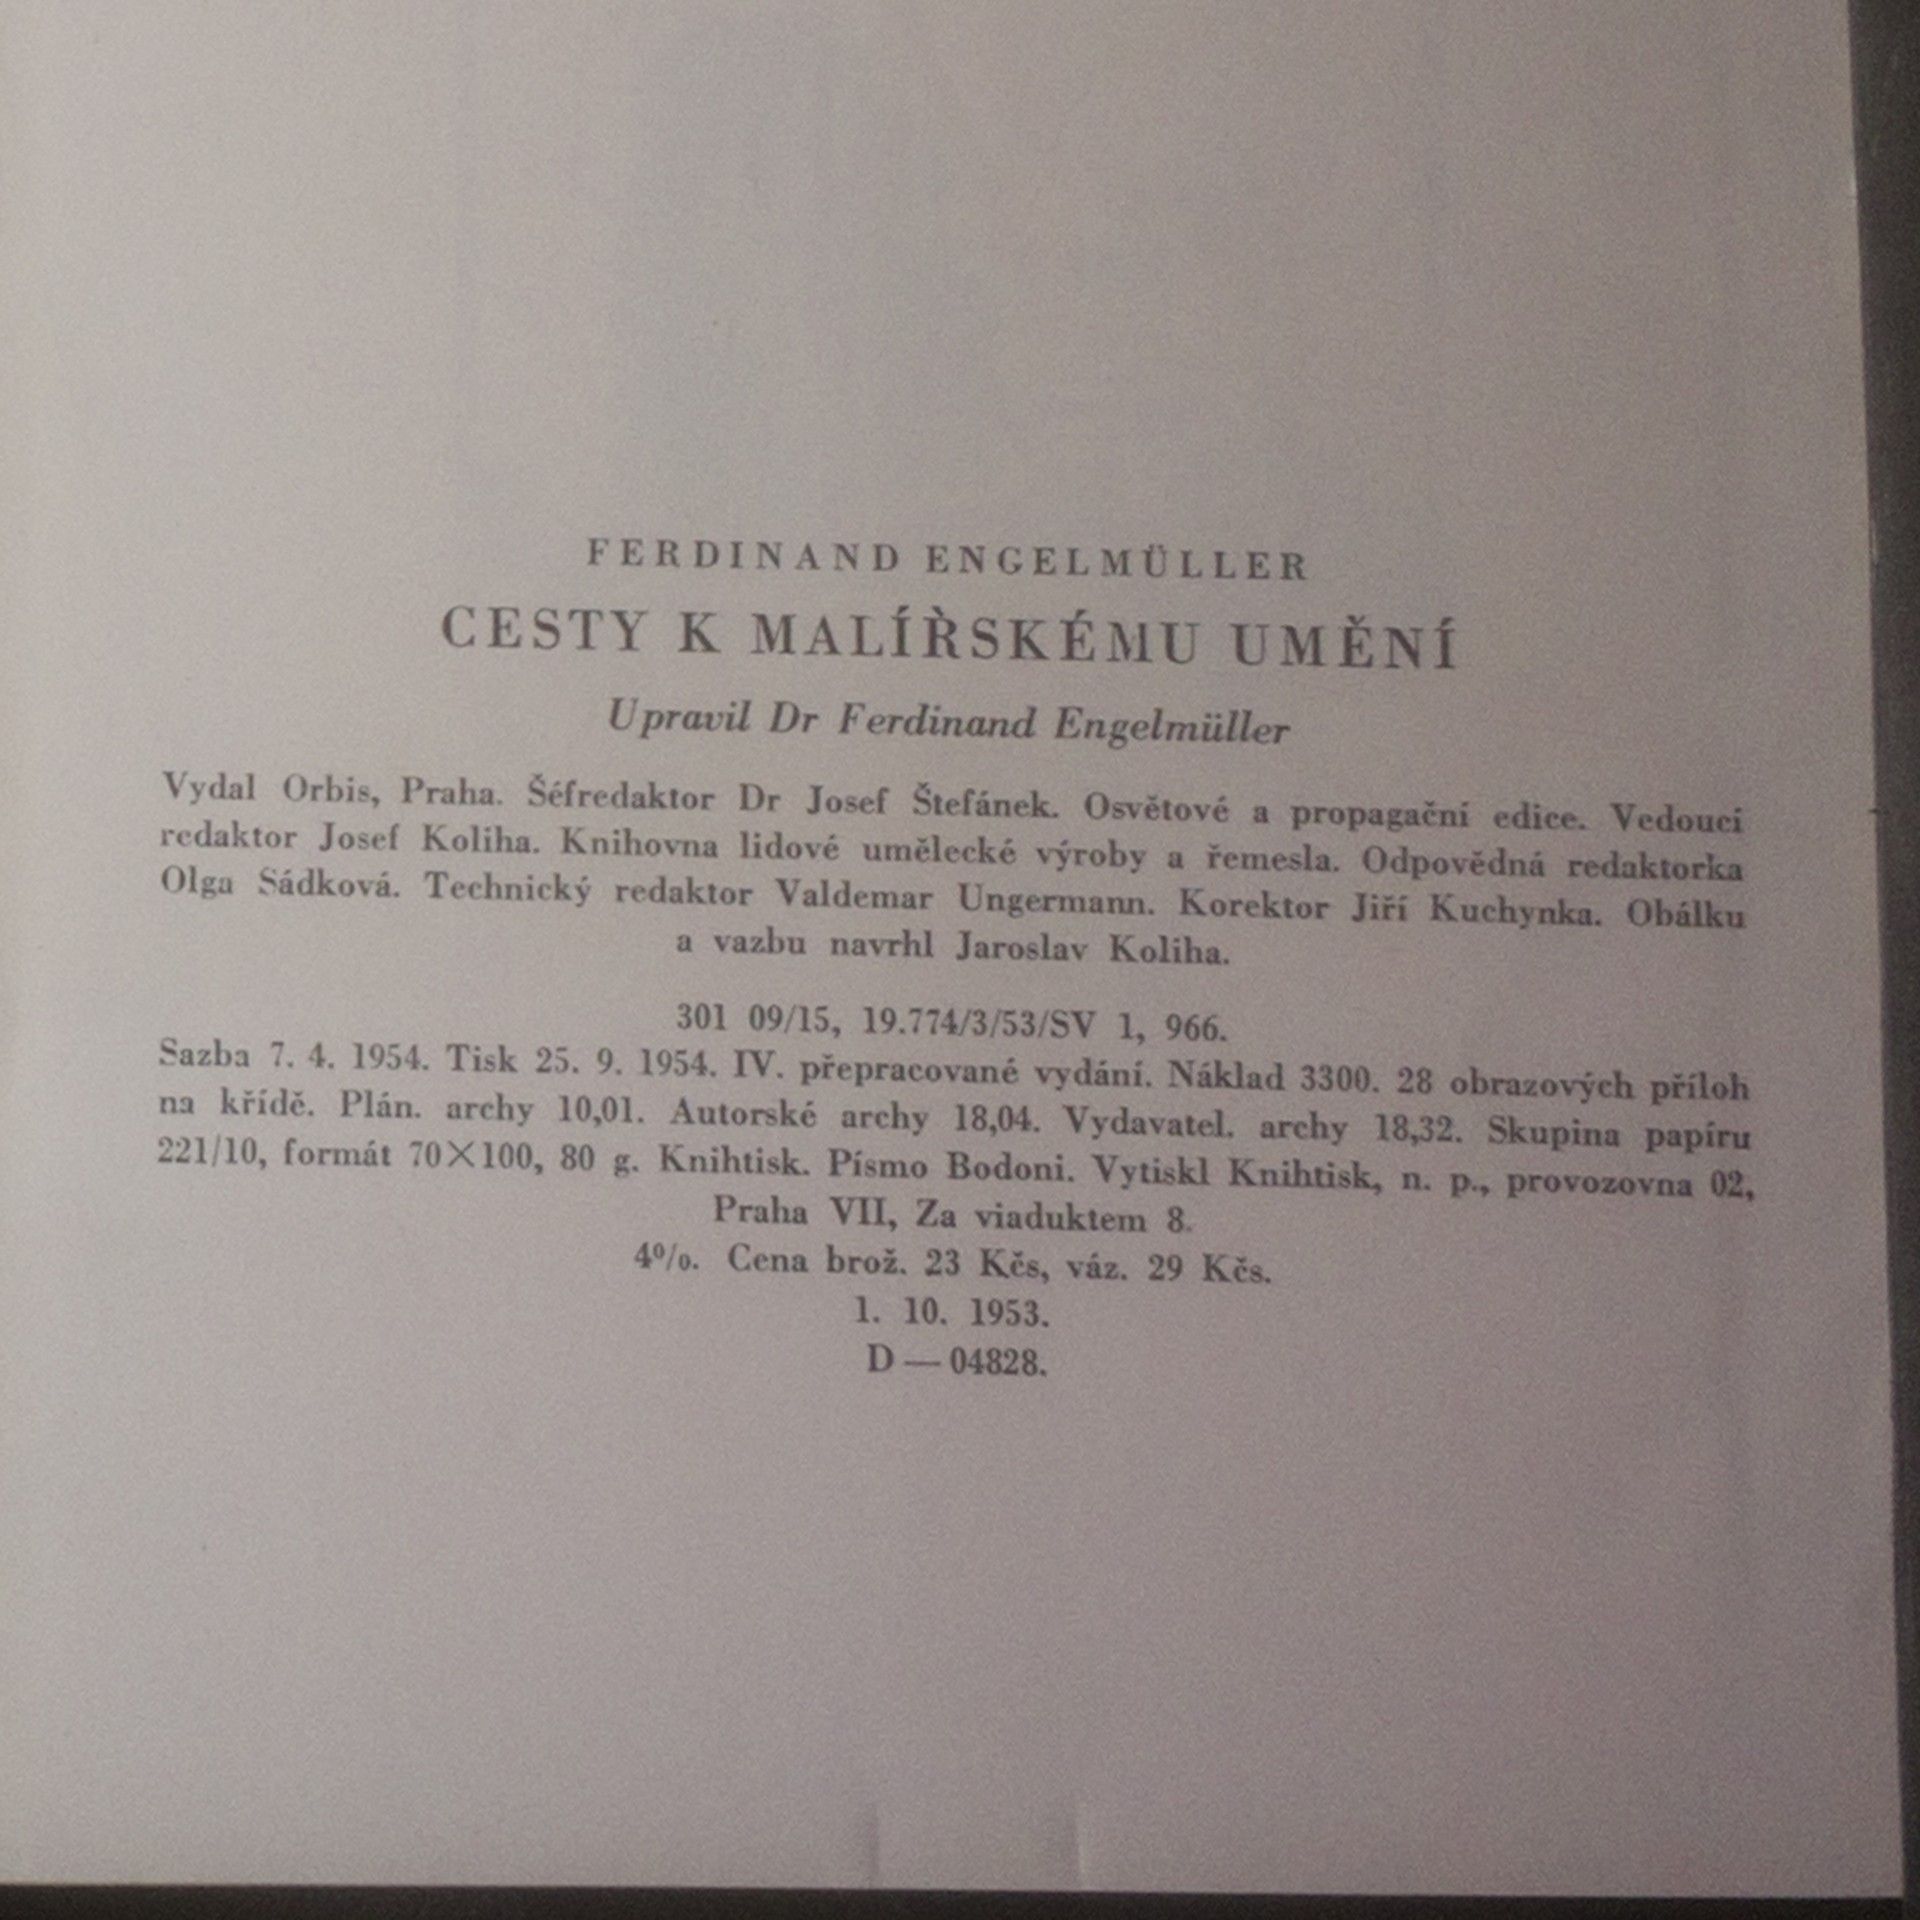 FERDINAND ENGELMÜLLER
CESTY K MALÍŘSKÉMU UMĚNÍ
Upravil Dr Ferdinand Engelmüller
Vydal Orbis, Praha. Šéfredaktor Dr Josef Štefánek. Osvětové a propagační edice. Vedoucí
redaktor Josef Koliha. Knihovna lidové umělecké výroby a řemesla. Odpovědná redaktorka
Olga Sádková. Technický redaktor Valdemar Ungermann. Korektor Jiří Kuchynka. Obálku
a vazbu navrhl Jaroslav Koliha.
301 09/15, 19.774/3/53/SV 1, 966.
Sazba 7. 4. 1954. Tisk 25. 9. 1954. IV. přepracované vydání. Náklad 3300. 28 obrazových příloh
na křídě. Plán. archy 10,01. Autorské archy 18,04. Vydavatel. archy 18,32. Skupina papíru
221/10, formát 70×100, 80 g. Knihtisk. Písmo Bodoni. Vytiskl Knihtisk, n. p., provozovna 02,
Praha VII, Za viaduktem 8.
4%. Cena brož. 23 Kčs, váz. 29 Kčs.
1. 10. 1953.
D — 04828.